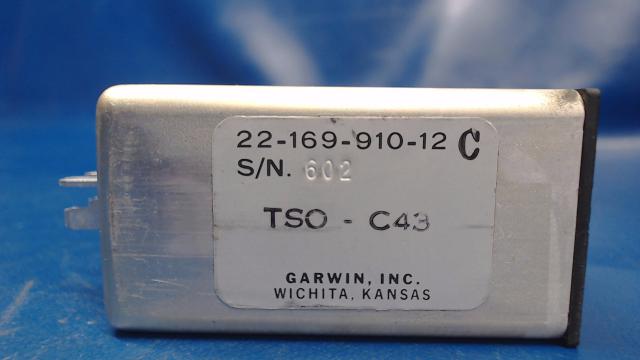 22-169-910-12 C
S/N. 602
TSO - C43
GARWIN, INC.
WICHITA, KANSAS